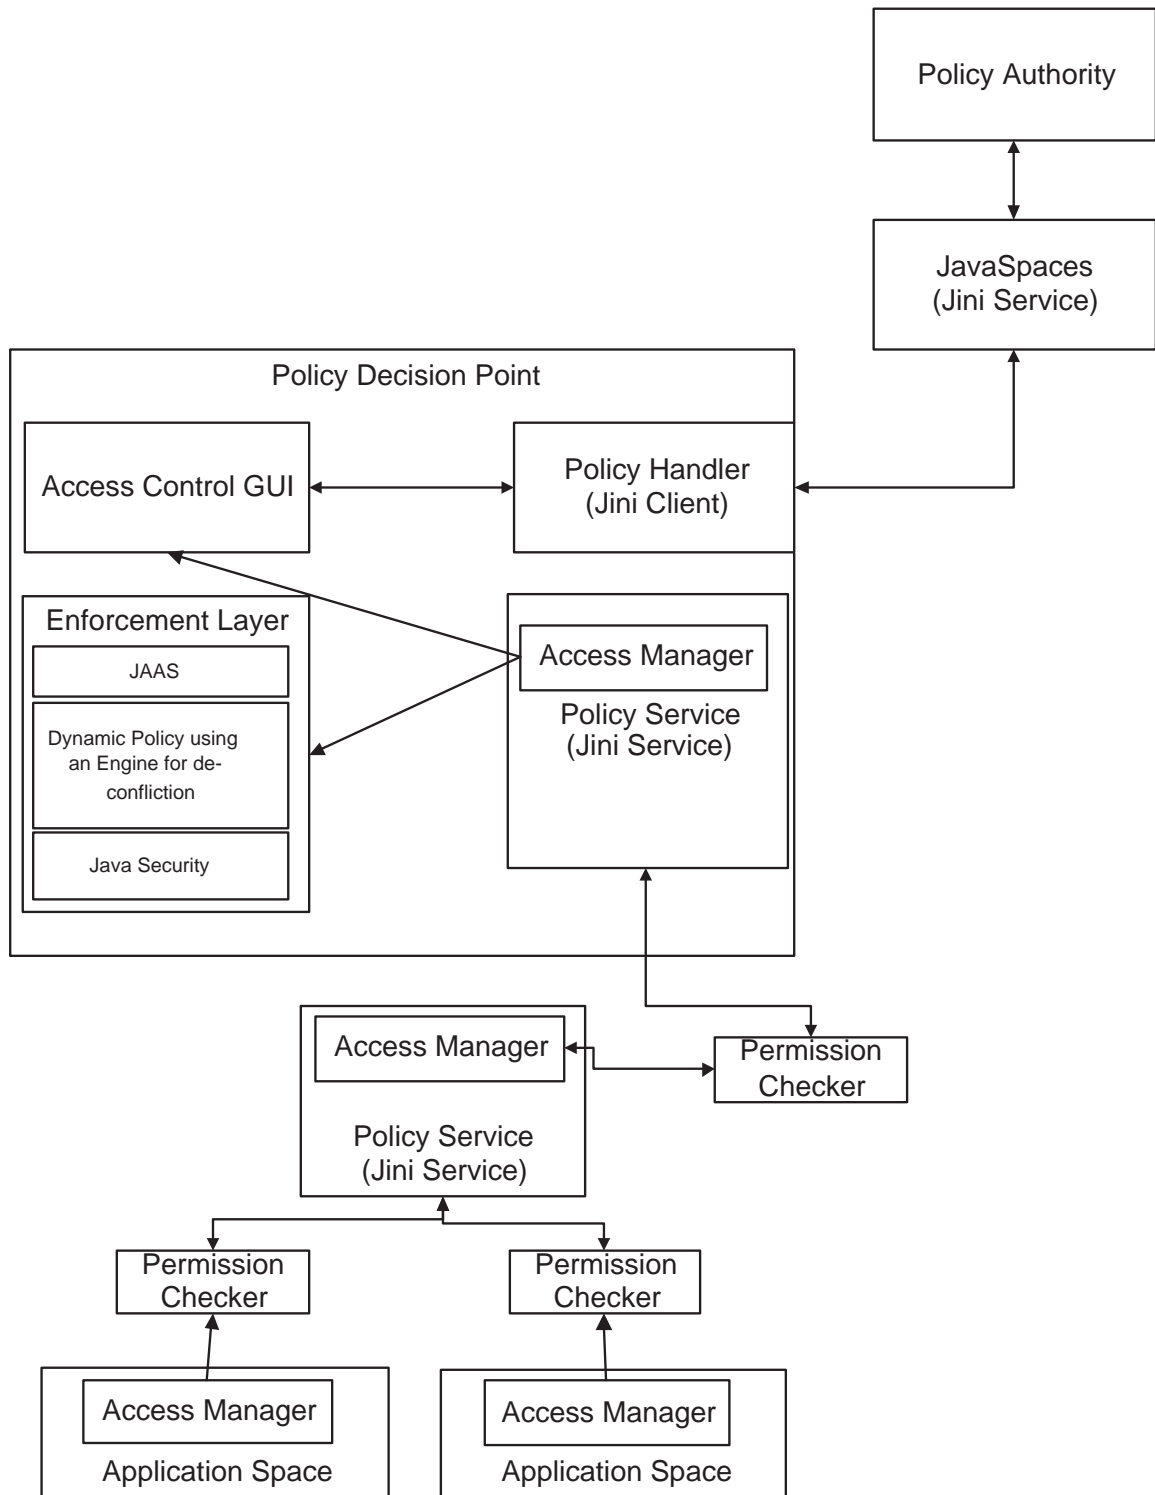 Policy Authority
JavaSpaces
(Jini Service)
Policy Decision Point
Access Control GUI
Policy Handler
(Jini Client)
Enforcement Layer
JAAS
Dynamic Policy using
an Engine for de-
confliction
Java Security
Access Manager
Policy Service
(Jini Service)
Access Manager
Policy Service
(Jini Service)
Permission
Checker
Permission
Checker
Permission
Checker
Access Manager
Application Space
Access Manager
Application Space